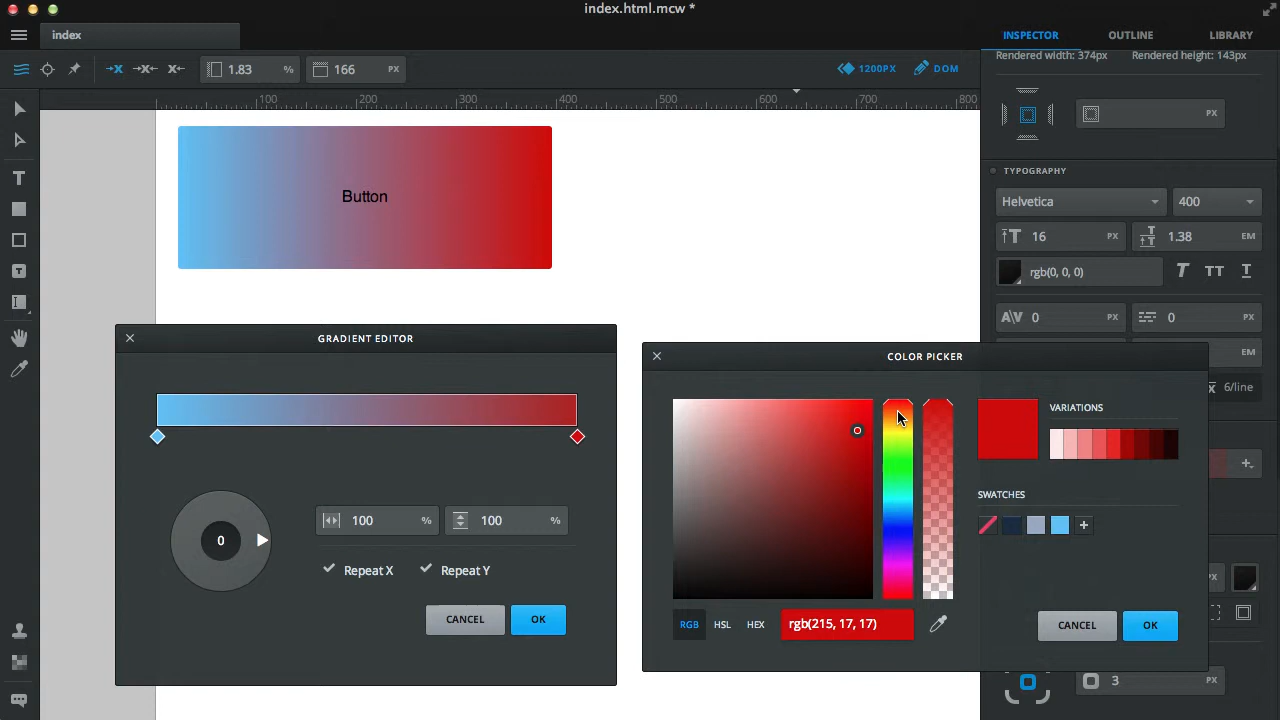 index.html.mcw *
index
INSPECTOR OUTLINE LIBRARY
1.83 % 166 PX
1200PX DOM
Rendered width: 374px Rendered height: 143px
100 200 300 400 500 600 700 800
PX
TYPOGRAPHY
Button
Helvetica 400
16 PX 1.38 EM
rgb(0, 0, 0) T TT T
A|V 0 PX 0 PX
EM
6/line
GRADIENT EDITOR
0
100 % 100 %
Repeat X Repeat Y
CANCEL OK
COLOR PICKER
VARIATIONS
SWATCHES
RGB HSL HEX rgb(215, 17, 17)
CANCEL OK
PX
3 PX